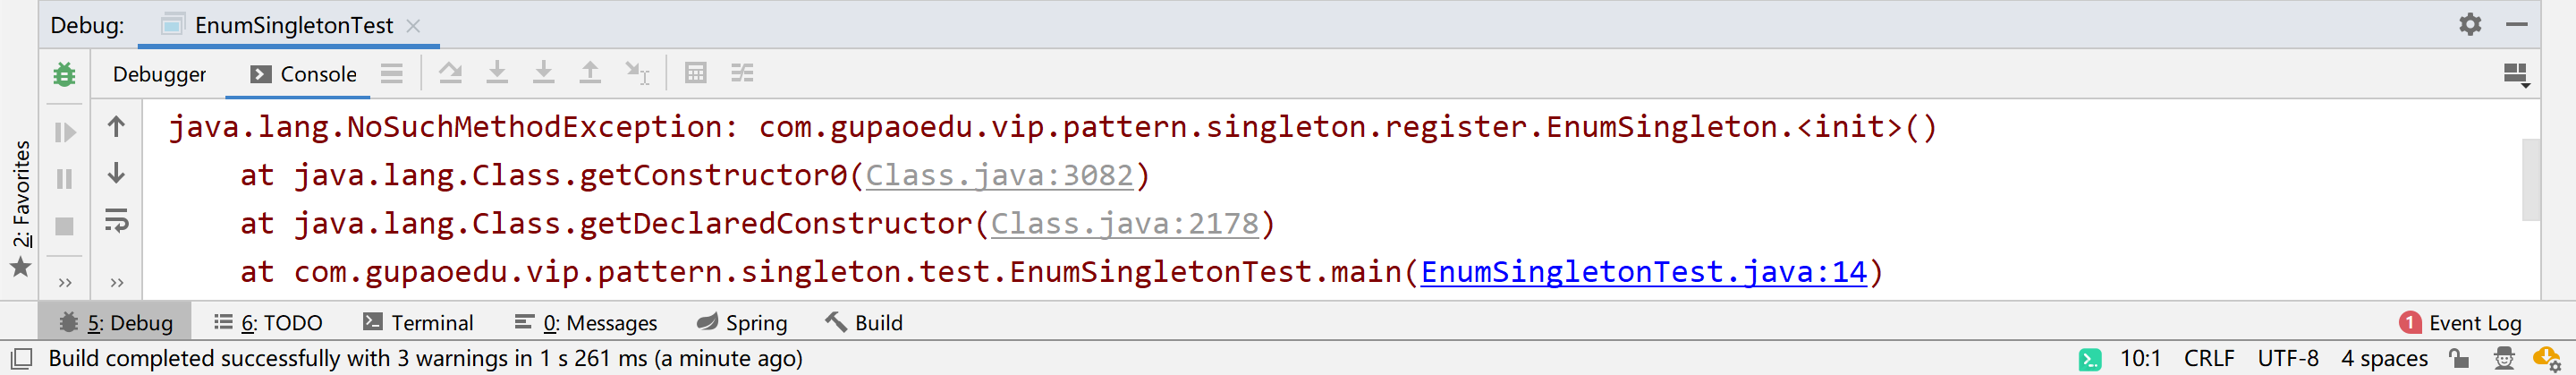 Debug: EnumSingletonTest
Debugger Console
2: Favorites
java.lang.NoSuchMethodException: com.gupaoedu.vip.pattern.singleton.register.EnumSingleton.<init>()
at java.lang.Class.getConstructor0(Class.java:3082)
at java.lang.Class.getDeclaredConstructor(Class.java:2178)
at com.gupaoedu.vip.pattern.singleton.test.EnumSingletonTest.main(EnumSingletonTest.java:14)
5: Debug 6: TODO Terminal 0: Messages Spring Build 1 Event Log
Build completed successfully with 3 warnings in 1 s 261 ms (a minute ago) 10:1 CRLF UTF-8 4 spaces